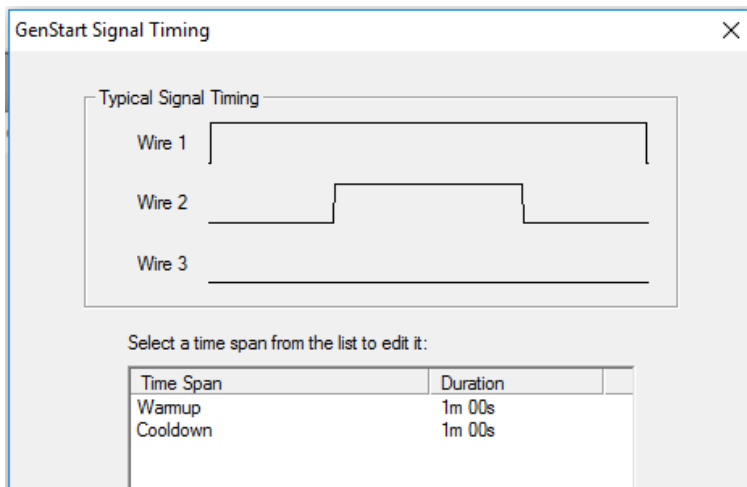 GenStart Signal Timing
Typical Signal Timing
Wire 1
Wire 2
Wire 3
Select a time span from the list to edit it:
Time Span Duration
Warmup 1m 00s
Cooldown 1m 00s